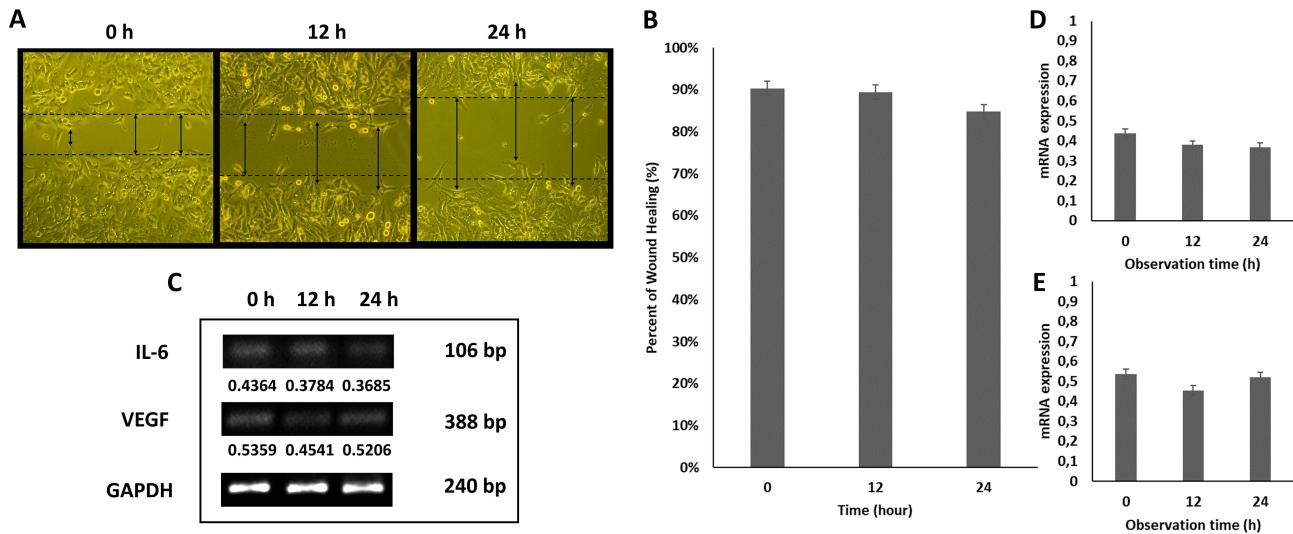 A
0 h 12 h 24 h
B
Percent of Wound Healing (%)
100%
90%
80%
70%
60%
50%
40%
30%
20%
10%
0%
0 12 24
Time (hour)
C
0 h 12 h 24 h
IL-6 106 bp
0.4364 0.3784 0.3685
VEGF 388 bp
0.5359 0.4541 0.5206
GAPDH 240 bp
D
mRNA expression
1
0,9
0,8
0,7
0,6
0,5
0,4
0,3
0,2
0,1
0
0 12 24
Observation time (h)
E
mRNA expression
1
0,9
0,8
0,7
0,6
0,5
0,4
0,3
0,2
0,1
0
0 12 24
Observation time (h)